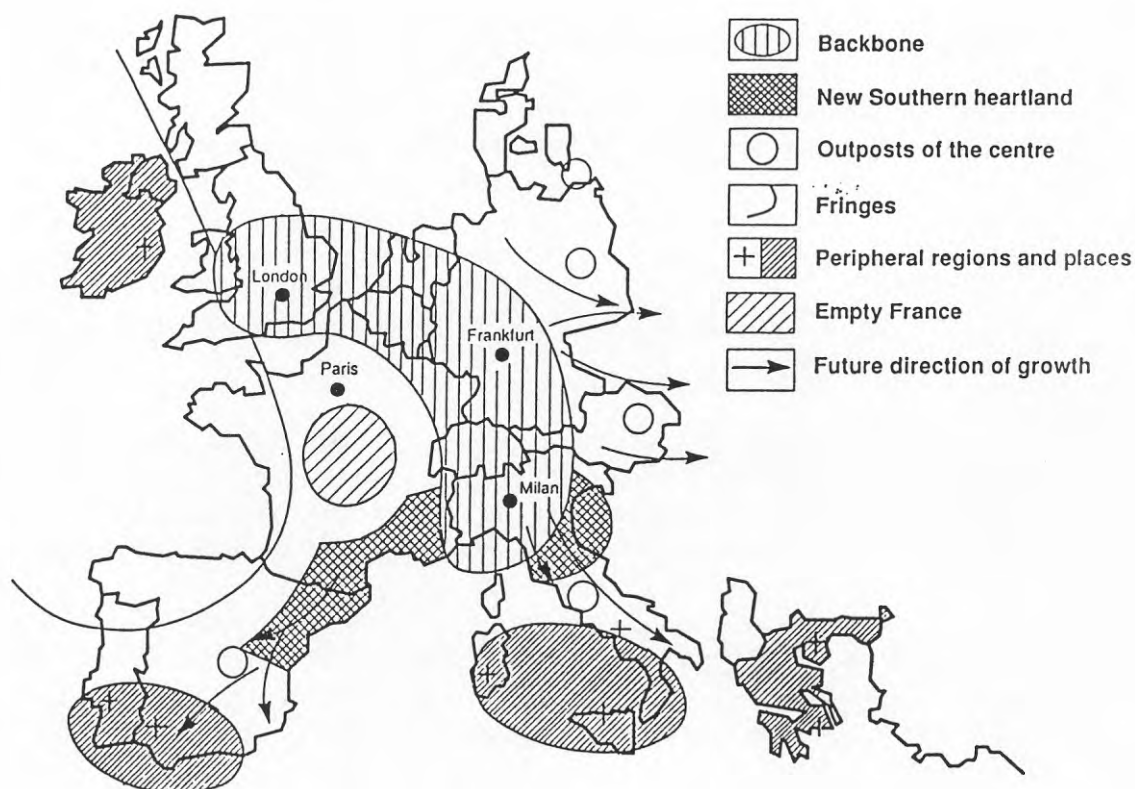 Backbone
New Southern heartland
Outposts of the centre
Fringes
Peripheral regions and places
Empty France
Future direction of growth
London
Frankfurt
Paris
Milan